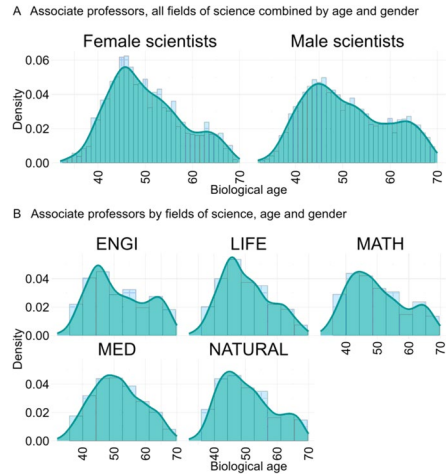 A Associate professors, all fields of science combined by age and gender
Female scientists Male scientists
Density
0.06
0.04
0.02
0.00
40 50 60 70 40 50 60 70
Biological age
B Associate professors by fields of science, age and gender
ENGI LIFE MATH
0.04
0.02
0.00
40 50 60 70
Density
MED NATURAL
0.04
0.02
0.00
40 50 60 70 40 50 60 70
Biological age